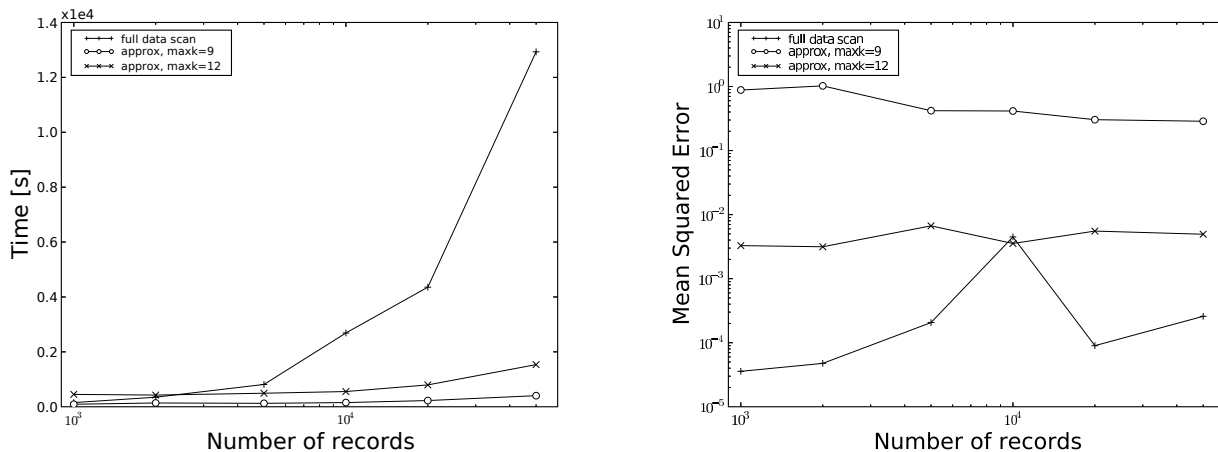 x1e4
1.4
1.2
1.0
0.8
0.6
0.4
0.2
0.0
Time [s]
full data scan
approx, maxk=9
approx, maxk=12
10³
10⁴
Number of records
10¹
10⁰
10⁻¹
10⁻²
10⁻³
10⁻⁴
10⁻⁵
Mean Squared Error
full data scan
approx, maxk=9
approx, maxk=12
10³
10⁴
Number of records